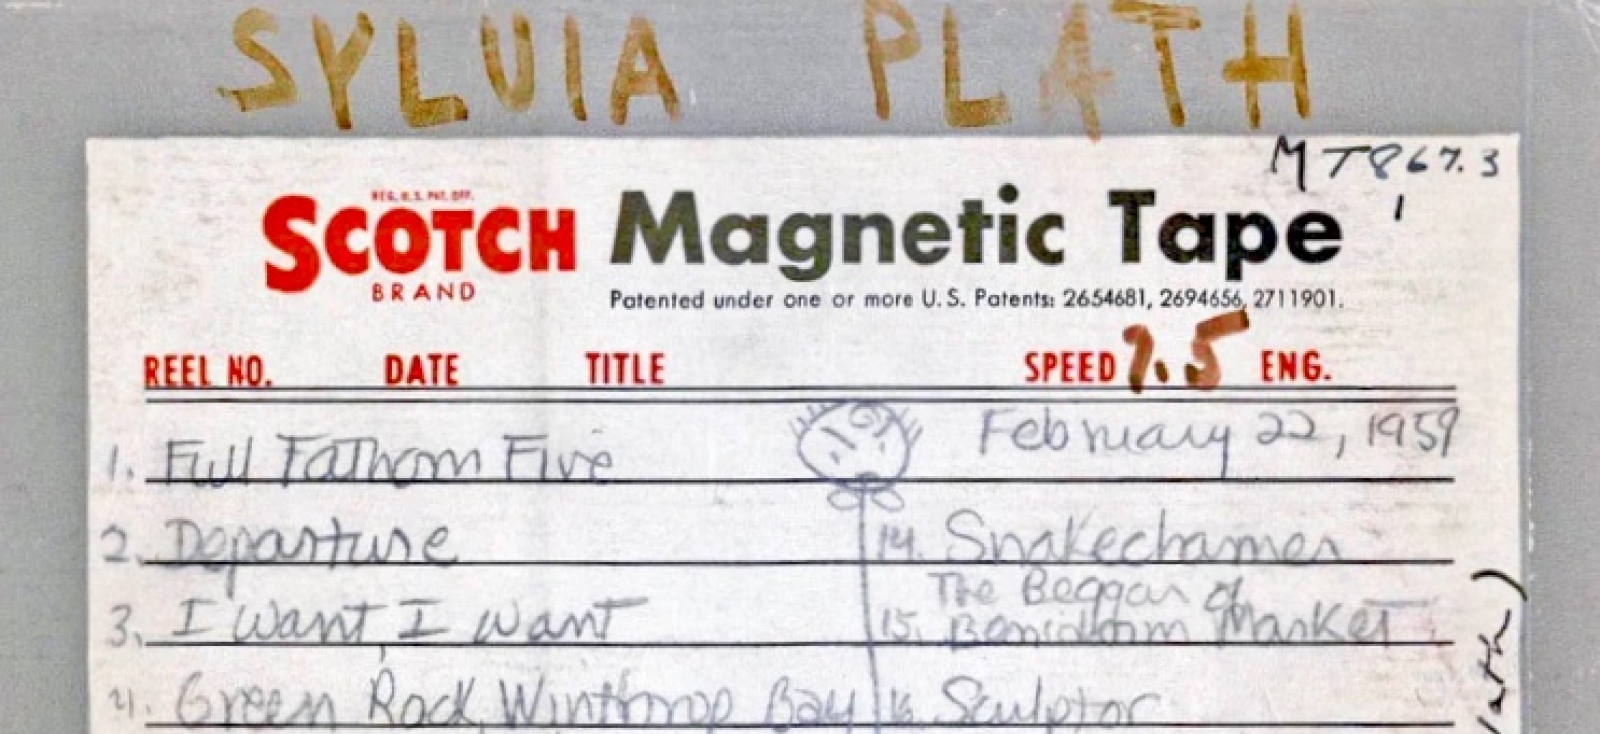 SYLVIA PLATH
MT867.3
1
REG. U.S. PAT. OFF.
SCOTCH Magnetic Tape
BRAND
Patented under one or more U.S. Patents: 2654681, 2694656, 2711901.
REEL NO. DATE TITLE SPEED 7.5 ENG.
February 22, 1959
1. Full Fathom Five
2. Departure
14. Snakecharmer
3. I Want, I Want
The Beggar of
15. Benidorm Market
4. Green Rock, Winthrop Bay
16. Sculptor